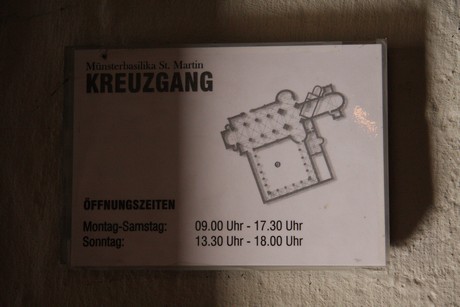 Münsterbasilika St. Martin
KREUZGANG
ÖFFNUNGSZEITEN
Montag-Samstag: 09.00 Uhr - 17.30 Uhr
Sonntag: 13.30 Uhr - 18.00 Uhr